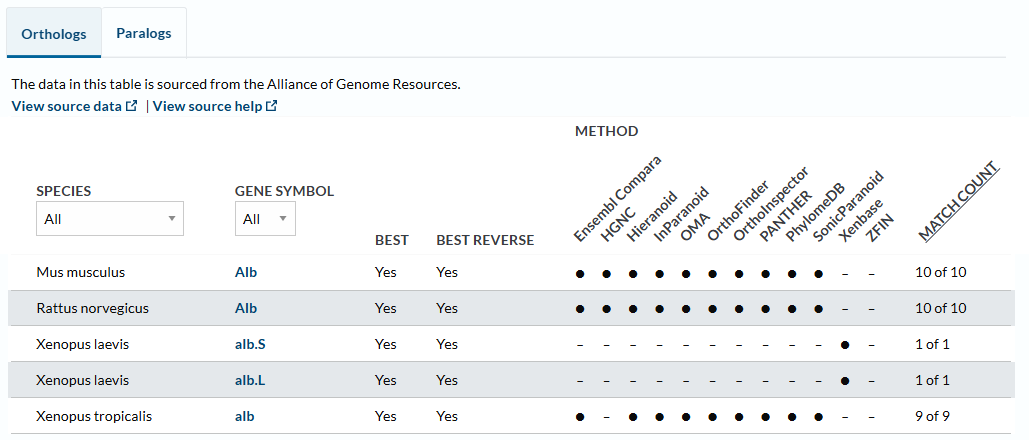 Orthologs Paralogs
The data in this table is sourced from the Alliance of Genome Resources.
View source data | View source help
METHOD
SPECIES GENE SYMBOL
All All
BEST BEST REVERSE Ensembl Compara HGNC Hieranoid InParanoid OMA OrthoFinder OrthoInspector PANTHER PhylomeDB SonicParanoid Xenbase ZFIN MATCH COUNT
Mus musculus Alb Yes Yes ● ● ● ● ● ● ● ● ● ● – – 10 of 10
Rattus norvegicus Alb Yes Yes ● ● ● ● ● ● ● ● ● ● – – 10 of 10
Xenopus laevis alb.S Yes Yes – – – – – – – – – – ● – 1 of 1
Xenopus laevis alb.L Yes Yes – – – – – – – – – – ● – 1 of 1
Xenopus tropicalis alb Yes Yes ● – ● ● ● ● ● ● ● ● – – 9 of 9